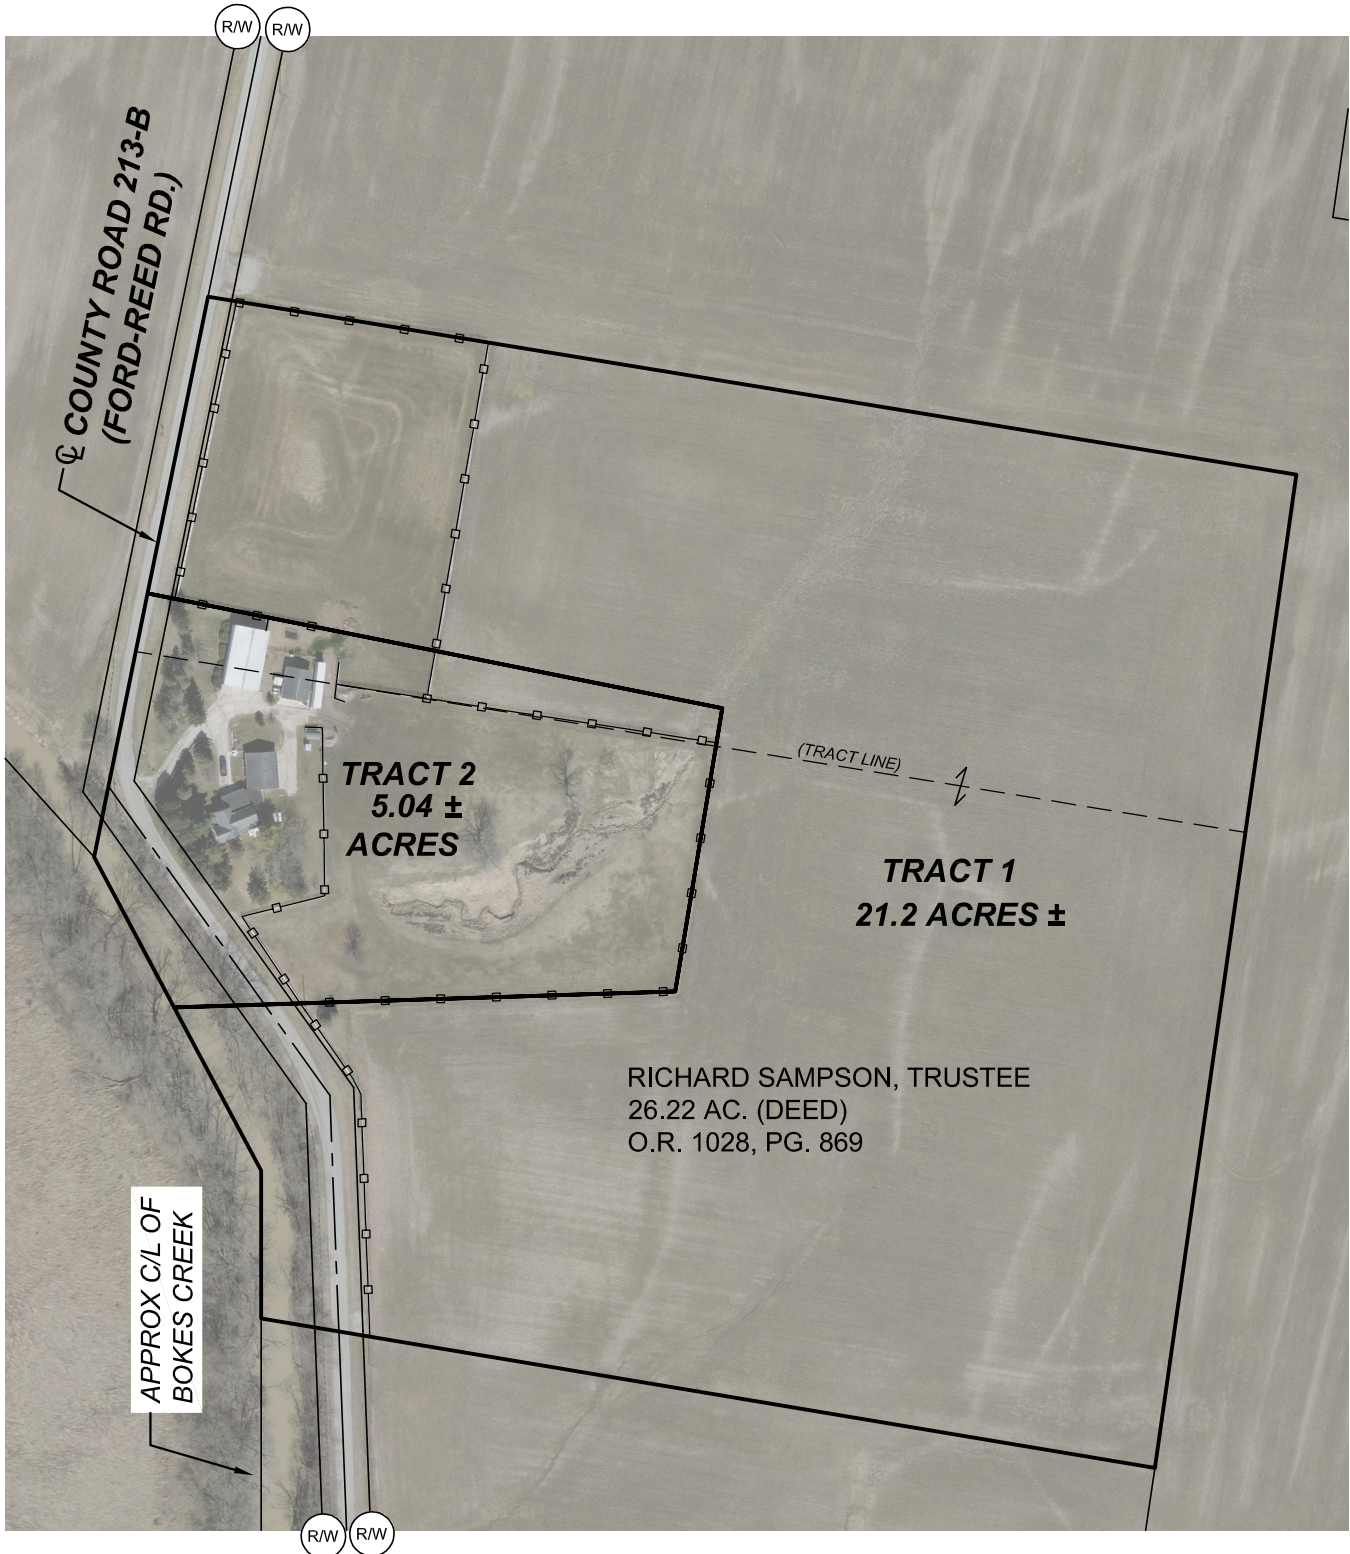 R/W
R/W
℄ COUNTY ROAD 213-B
(FORD-REED RD.)
(TRACT LINE)
TRACT 2
5.04 ±
ACRES
TRACT 1
21.2 ACRES ±
RICHARD SAMPSON, TRUSTEE
26.22 AC. (DEED)
O.R. 1028, PG. 869
APPROX C/L OF
BOKES CREEK
R/W
R/W